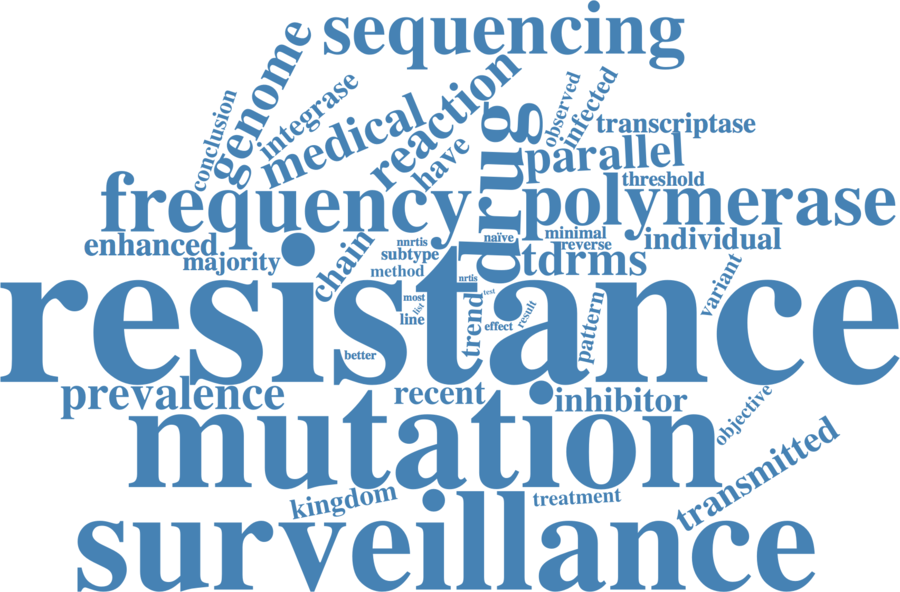 sequencing
genome
conclusion
integrase
medical
reaction
have
drug
observed
infected
transcriptase
parallel
threshold
frequency
polymerase
enhanced
majority
chain
nnrtis
subtype
method
naïve
minimal
reverse
individual
tdrms
nrtis
test
most
list
line
trend
effect
result
pattern
variant
better
resistance
prevalence
recent
inhibitor
objective
mutation
transmitted
kingdom
treatment
surveillance